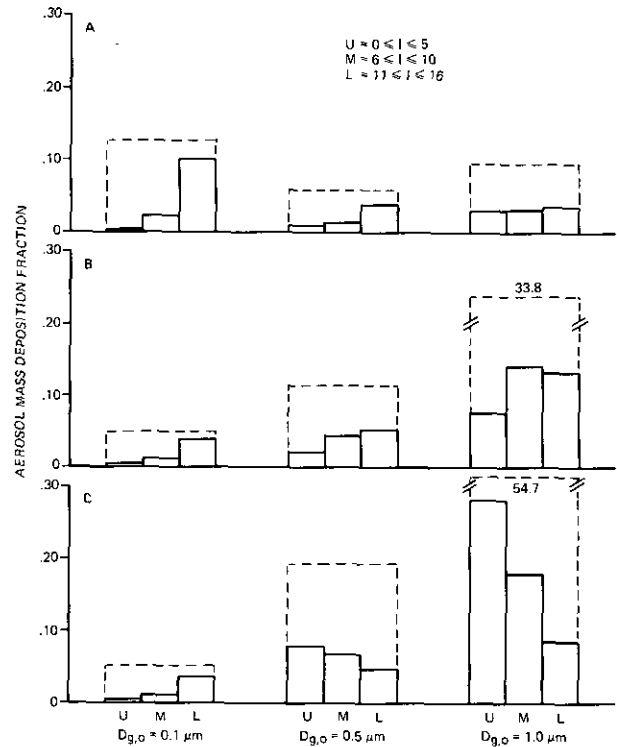 .30
A
U = 0 ≤ I ≤ 5
M = 6 ≤ I ≤ 10
L = 11 ≤ I ≤ 16
.20
.10
0
AEROSOL MASS DEPOSITION FRACTION
.30
B
33.8
.20
.10
0
.30
C
54.7
.20
.10
0
U M L U M L U M L
Dg,o = 0.1 μm Dg,o = 0.5 μm Dg,o = 1.0 μm